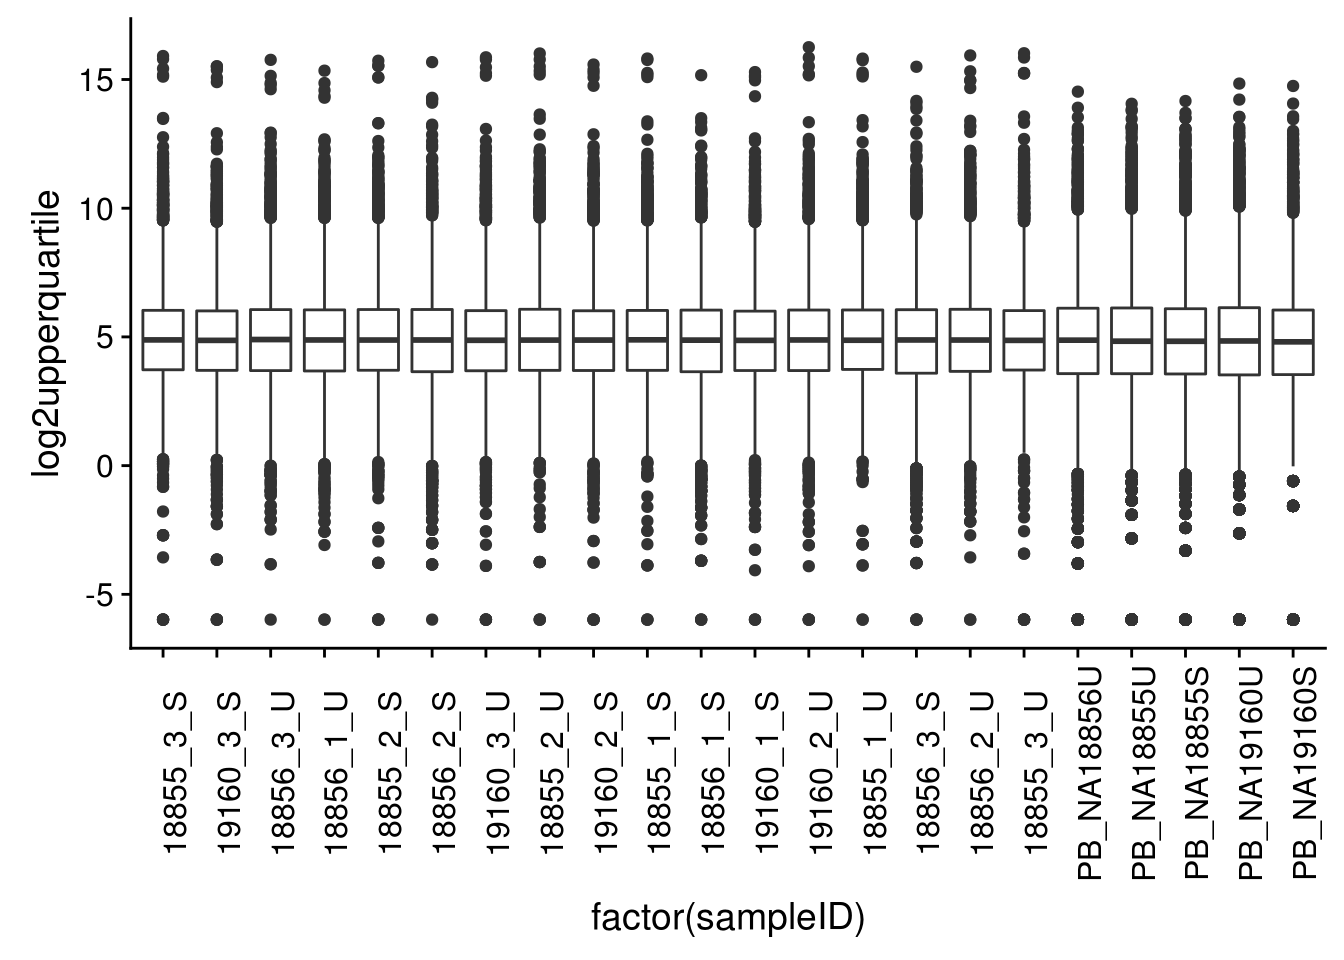 log2upperquartile
15
10
5
0
-5
18855_3_S
19160_3_S
18856_3_U
18856_1_U
18855_2_S
18856_2_S
19160_3_U
18855_2_U
19160_2_S
18855_1_S
18856_1_S
19160_1_S
19160_2_U
18855_1_U
18856_3_S
18856_2_U
18855_3_U
PB_NA18856U
PB_NA18855U
PB_NA18855S
PB_NA19160U
PB_NA19160S
factor(sampleID)